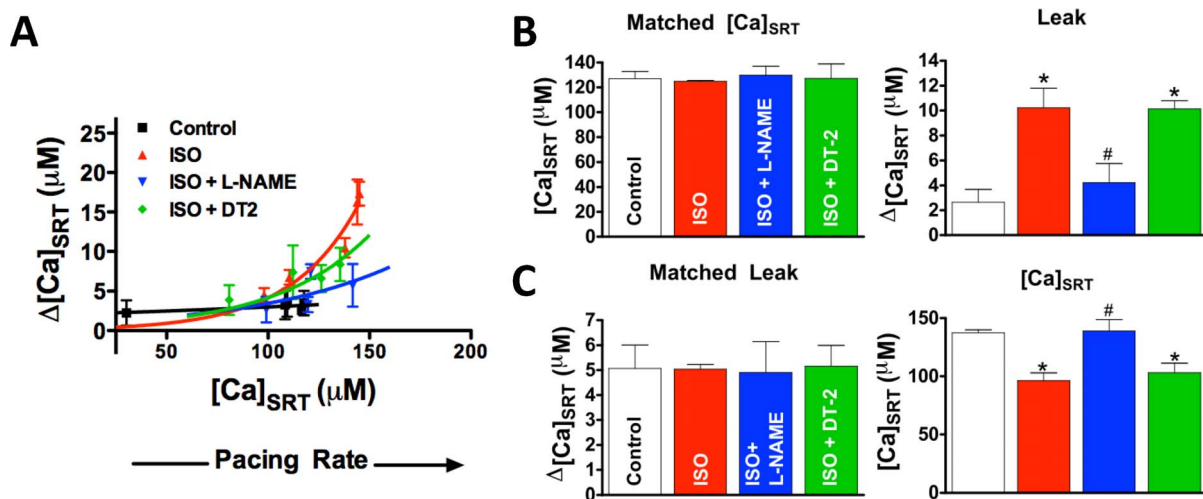 A
Δ[Ca]SRT (μM)
25
20
15
10
5
0
Control
ISO
ISO + L-NAME
ISO + DT2
50
100
150
200
[Ca]SRT (μM)
Pacing Rate
B
Matched [Ca]SRT
[Ca]SRT (μM)
140
120
100
80
60
40
20
0
Control
ISO
ISO + L-NAME
ISO + DT-2
Leak
Δ[Ca]SRT (μM)
14
12
10
8
6
4
2
0
*
#
*
C
Matched Leak
Δ[Ca]SRT (μM)
7
6
5
4
3
2
1
0
Control
ISO
ISO+
L-NAME
ISO + DT-2
[Ca]SRT
[Ca]SRT (μM)
150
100
50
0
*
#
*